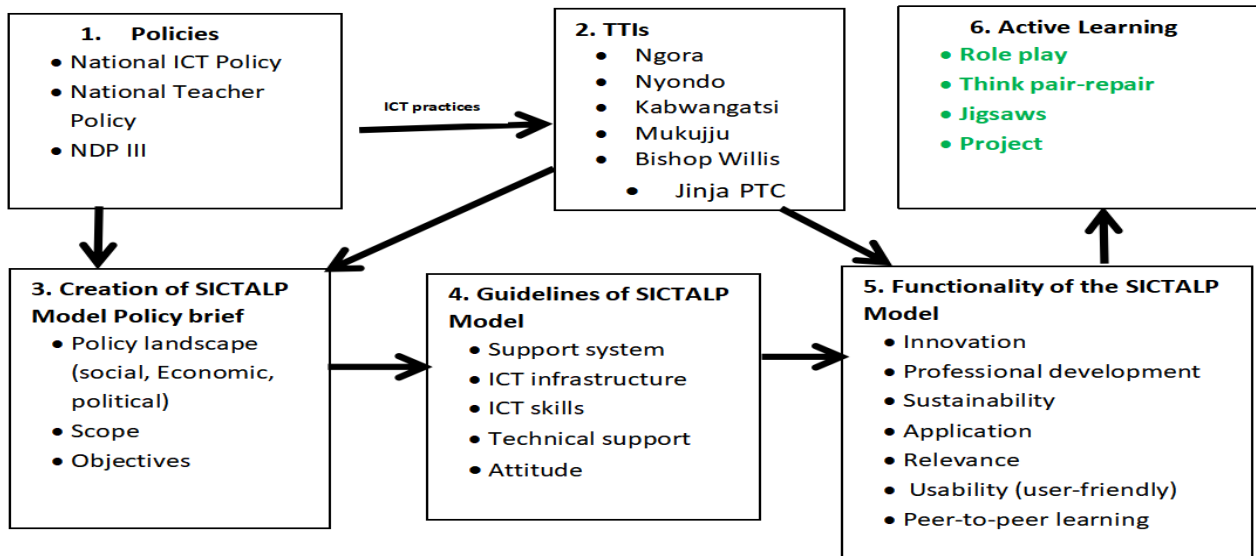 1. Policies
• National ICT Policy
• National Teacher
Policy
• NDP III
ICT practices
2. TTIs
• Ngora
• Nyondo
• Kabwangatsi
• Mukujju
• Bishop Willis
• Jinja PTC
6. Active Learning
• Role play
• Think pair-repair
• Jigsaws
• Project
3. Creation of SICTALP
Model Policy brief
• Policy landscape
(social, Economic,
political)
• Scope
• Objectives
4. Guidelines of SICTALP
Model
• Support system
• ICT infrastructure
• ICT skills
• Technical support
• Attitude
5. Functionality of the SICTALP
Model
• Innovation
• Professional development
• Sustainability
• Application
• Relevance
• Usability (user-friendly)
• Peer-to-peer learning